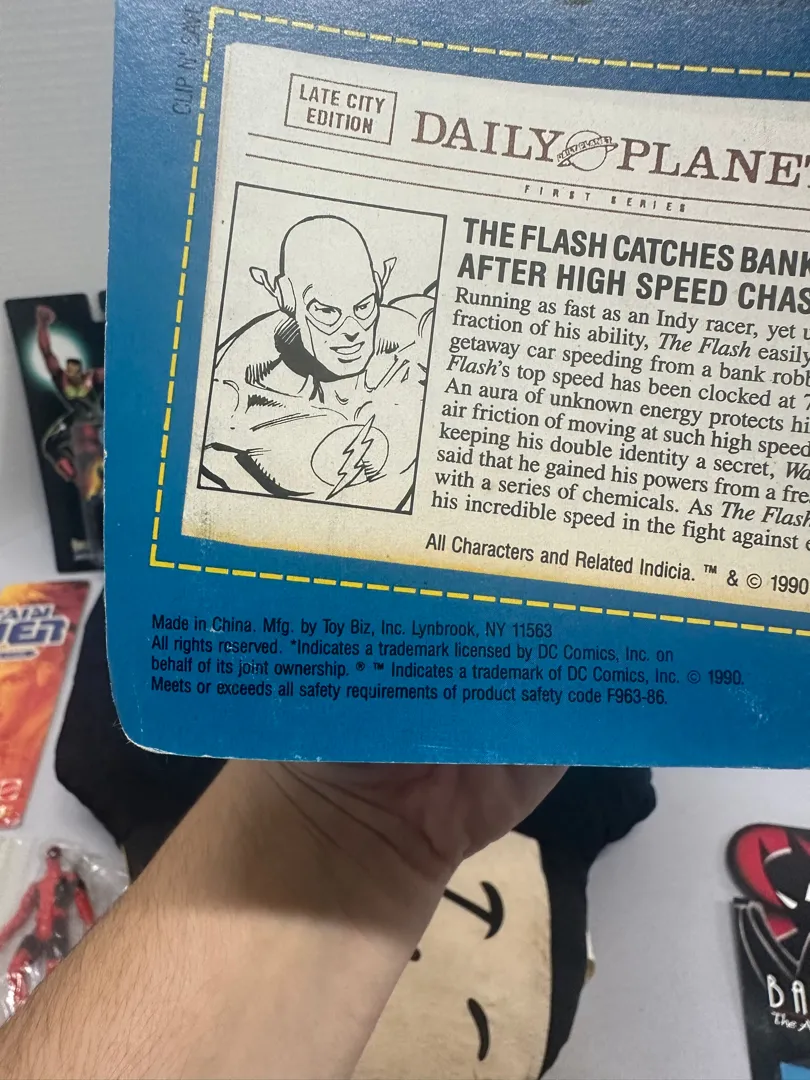 CLIP N' SAVE
LATE CITY
EDITION
DAILY PLANET
FIRST SERIES
THE FLASH CATCHES BANK
AFTER HIGH SPEED CHAS
Running as fast as an Indy racer, yet u
fraction of his ability, The Flash easily
getaway car speeding from a bank robb
Flash's top speed has been clocked at 7
An aura of unknown energy protects hi
air friction of moving at such high speed
keeping his double identity a secret, Wa
said that he gained his powers from a fre
with a series of chemicals. As The Flash
his incredible speed in the fight against e
All Characters and Related Indicia. ™ & © 1990
Made in China. Mfg. by Toy Biz, Inc. Lynbrook, NY 11563
All rights reserved. *Indicates a trademark licensed by DC Comics, Inc. on
behalf of its joint ownership. ® ™ Indicates a trademark of DC Comics, Inc. © 1990.
Meets or exceeds all safety requirements of product safety code F963-86.
BA
The A